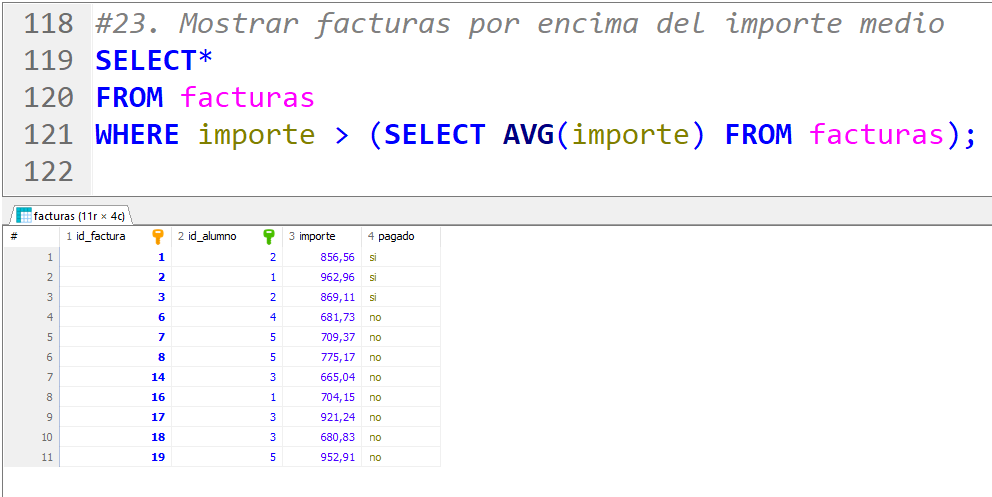 118 #23. Mostrar facturas por encima del importe medio
119 SELECT*
120 FROM facturas
121 WHERE importe > (SELECT AVG(importe) FROM facturas);
122
facturas (11r × 4c)
# 1 id_factura 2 id_alumno 3 importe 4 pagado
1 1 2 856,56 si
2 2 1 962,96 si
3 3 2 869,11 si
4 6 4 681,73 no
5 7 5 709,37 no
6 8 5 775,17 no
7 14 3 665,04 no
8 16 1 704,15 no
9 17 3 921,24 no
10 18 3 680,83 no
11 19 5 952,91 no